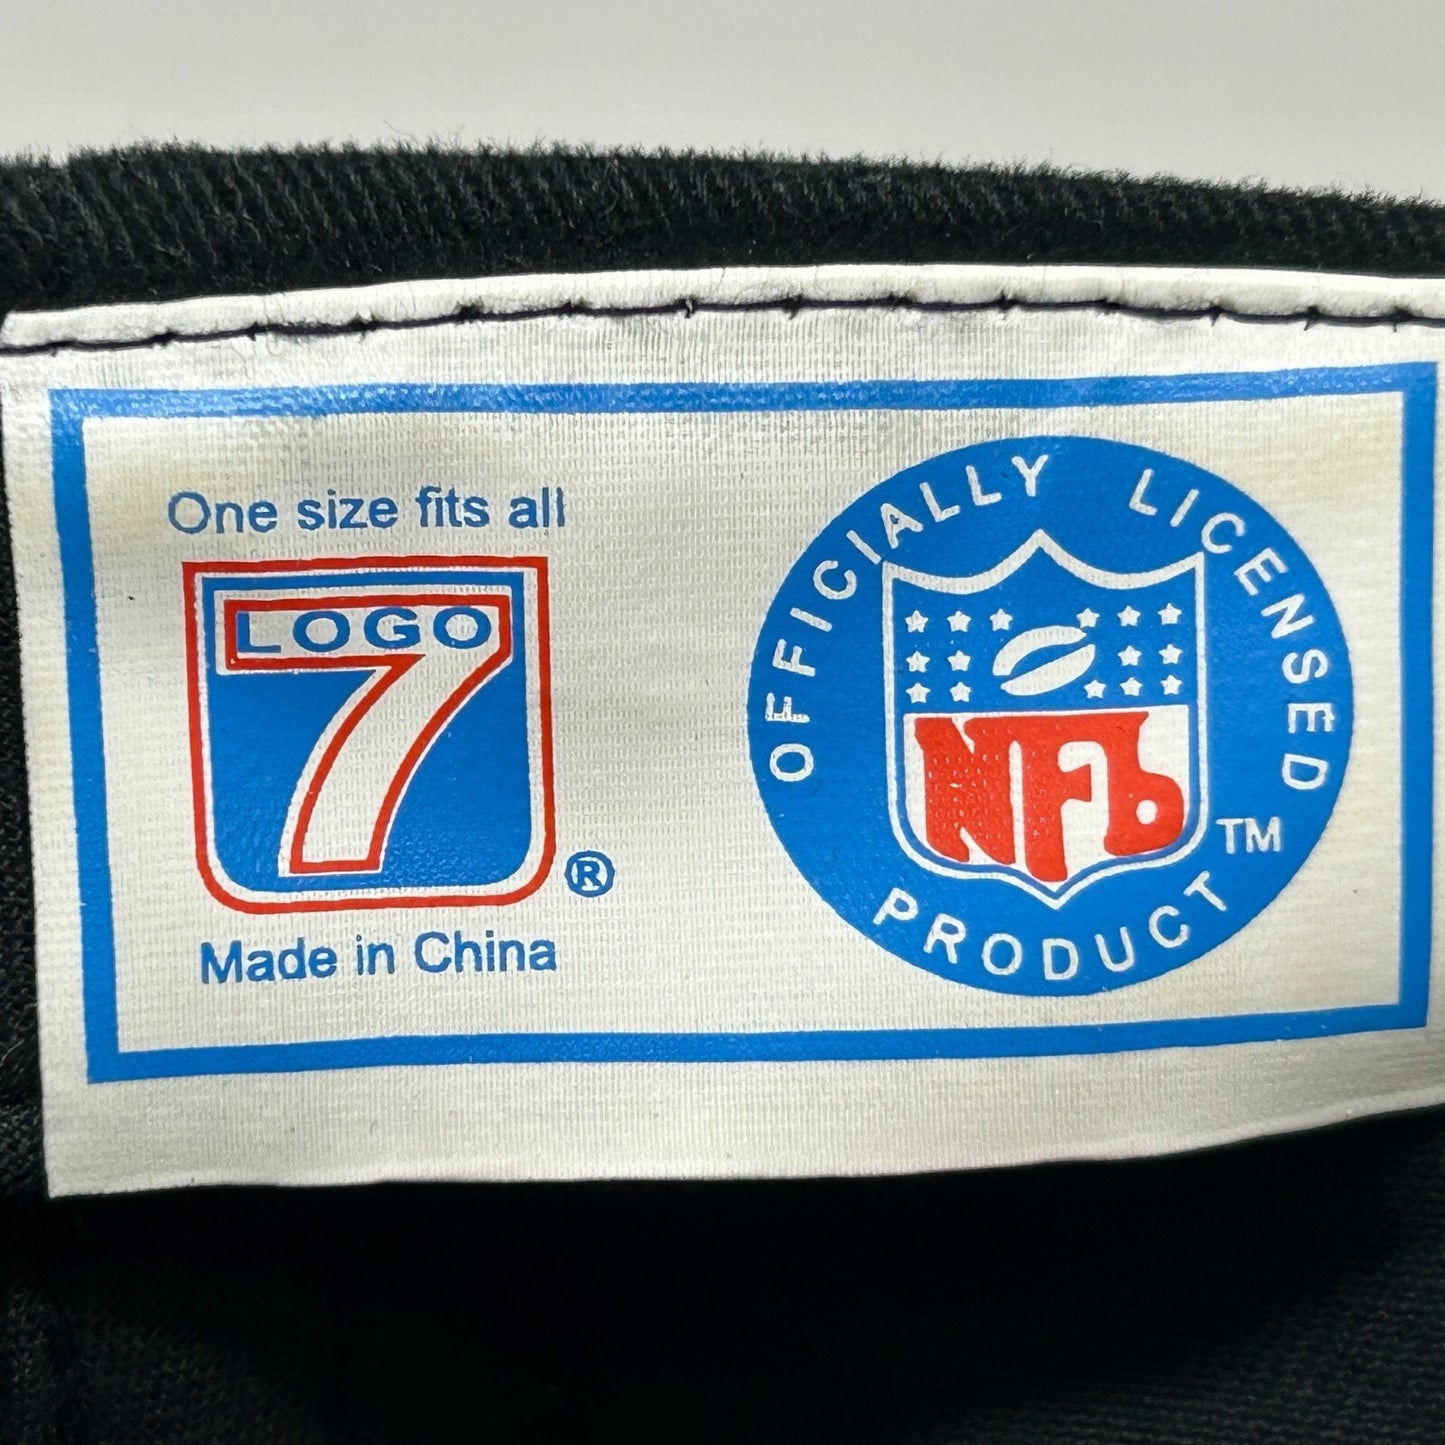 One size fits all
LOGO
7
®
Made in China
OFFICIALLY LICENSED
NFL
TM
PRODUCT